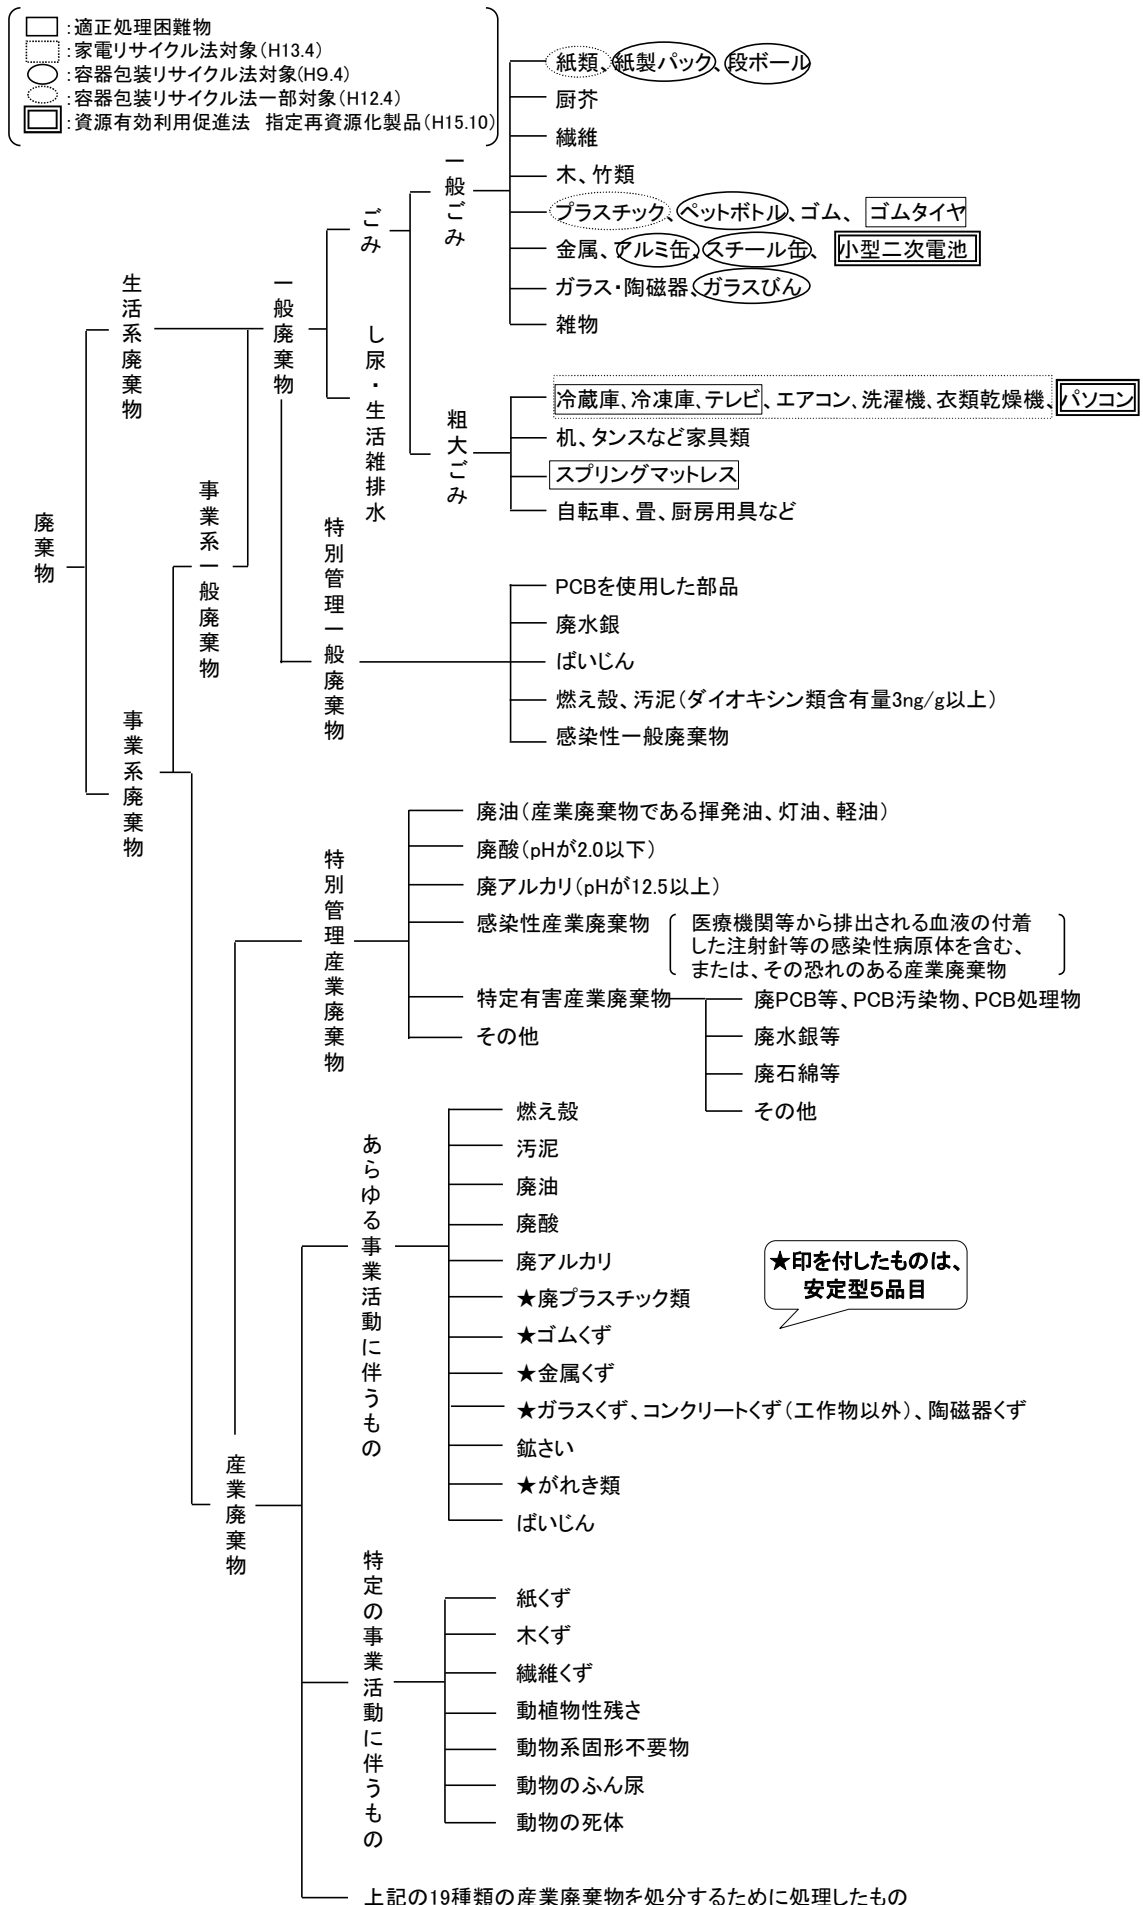 ：適正処理困難物
：家電リサイクル法対象（H13.4）
：容器包装リサイクル法対象（H9.4）
：容器包装リサイクル法一部対象（H12.4）
：資源有効利用促進法　指定再資源化製品（H15.10）
廃棄物
生活系廃棄物
事業系廃棄物
事業系一般廃棄物
一般廃棄物
ごみ
し尿・生活雑排水
一般ごみ
紙類、紙製パック、段ボール
厨芥
繊維
木、竹類
プラスチック、ペットボトル、ゴム、ゴムタイヤ
金属、アルミ缶、スチール缶、小型二次電池
ガラス・陶磁器、ガラスびん
雑物
粗大ごみ
冷蔵庫、冷凍庫、テレビ、エアコン、洗濯機、衣類乾燥機、パソコン
机、タンスなど家具類
スプリングマットレス
自転車、畳、厨房用具など
特別管理一般廃棄物
PCBを使用した部品
廃水銀
ばいじん
燃え殻、汚泥（ダイオキシン類含有量3ng/g以上）
感染性一般廃棄物
特別管理産業廃棄物
廃油（産業廃棄物である揮発油、灯油、軽油）
廃酸（pHが2.0以下）
廃アルカリ（pHが12.5以上）
感染性産業廃棄物
医療機関等から排出される血液の付着
した注射針等の感染性病原体を含む、
または、その恐れのある産業廃棄物
特定有害産業廃棄物
廃PCB等、PCB汚染物、PCB処理物
廃水銀等
廃石綿等
その他
その他
産業廃棄物
あらゆる事業活動に伴うもの
燃え殻
汚泥
廃油
廃酸
廃アルカリ
★廃プラスチック類
★ゴムくず
★金属くず
★ガラスくず、コンクリートくず（工作物以外）、陶磁器くず
鉱さい
★がれき類
ばいじん
★印を付したものは、
安定型５品目
特定の事業活動に伴うもの
紙くず
木くず
繊維くず
動植物性残さ
動物系固形不要物
動物のふん尿
動物の死体
上記の19種類の産業廃棄物を処分するために処理したもの